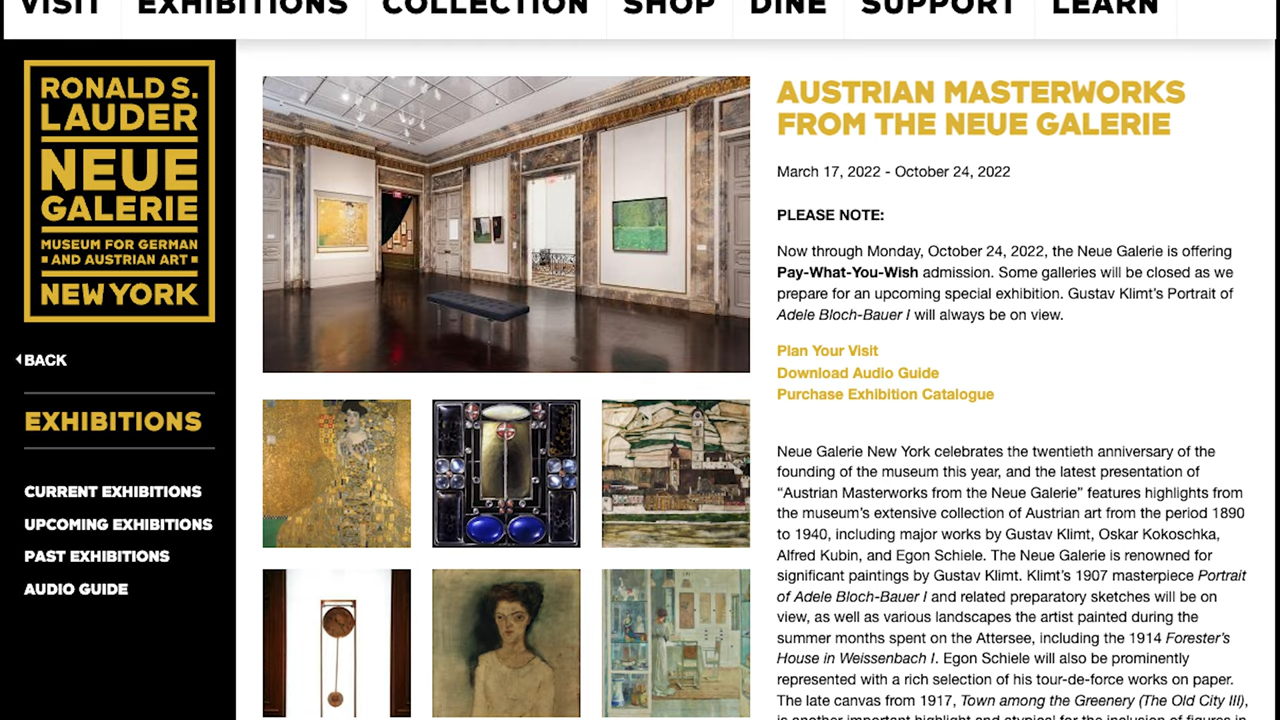 VISIT EXHIBITIONS COLLECTION SHOP DINE SUPPORT LEARN
RONALD S.
LAUDER
NEUE
GALERIE
MUSEUM FOR GERMAN
AND AUSTRIAN ART
NEW YORK
BACK
EXHIBITIONS
CURRENT EXHIBITIONS
UPCOMING EXHIBITIONS
PAST EXHIBITIONS
AUDIO GUIDE
AUSTRIAN MASTERWORKS
FROM THE NEUE GALERIE
March 17, 2022 - October 24, 2022
PLEASE NOTE:
Now through Monday, October 24, 2022, the Neue Galerie is offering
Pay-What-You-Wish admission. Some galleries will be closed as we
prepare for an upcoming special exhibition. Gustav Klimt's Portrait of
Adele Bloch-Bauer I will always be on view.
Plan Your Visit
Download Audio Guide
Purchase Exhibition Catalogue
Neue Galerie New York celebrates the twentieth anniversary of the
founding of the museum this year, and the latest presentation of
“Austrian Masterworks from the Neue Galerie” features highlights from
the museum's extensive collection of Austrian art from the period 1890
to 1940, including major works by Gustav Klimt, Oskar Kokoschka,
Alfred Kubin, and Egon Schiele. The Neue Galerie is renowned for
significant paintings by Gustav Klimt. Klimt's 1907 masterpiece Portrait
of Adele Bloch-Bauer I and related preparatory sketches will be on
view, as well as various landscapes the artist painted during the
summer months spent on the Attersee, including the 1914 Forester's
House in Weissenbach I. Egon Schiele will also be prominently
represented with a rich selection of his tour-de-force works on paper.
The late canvas from 1917, Town among the Greenery (The Old City III),
is another important highlight and atypical for the inclusion of figures in